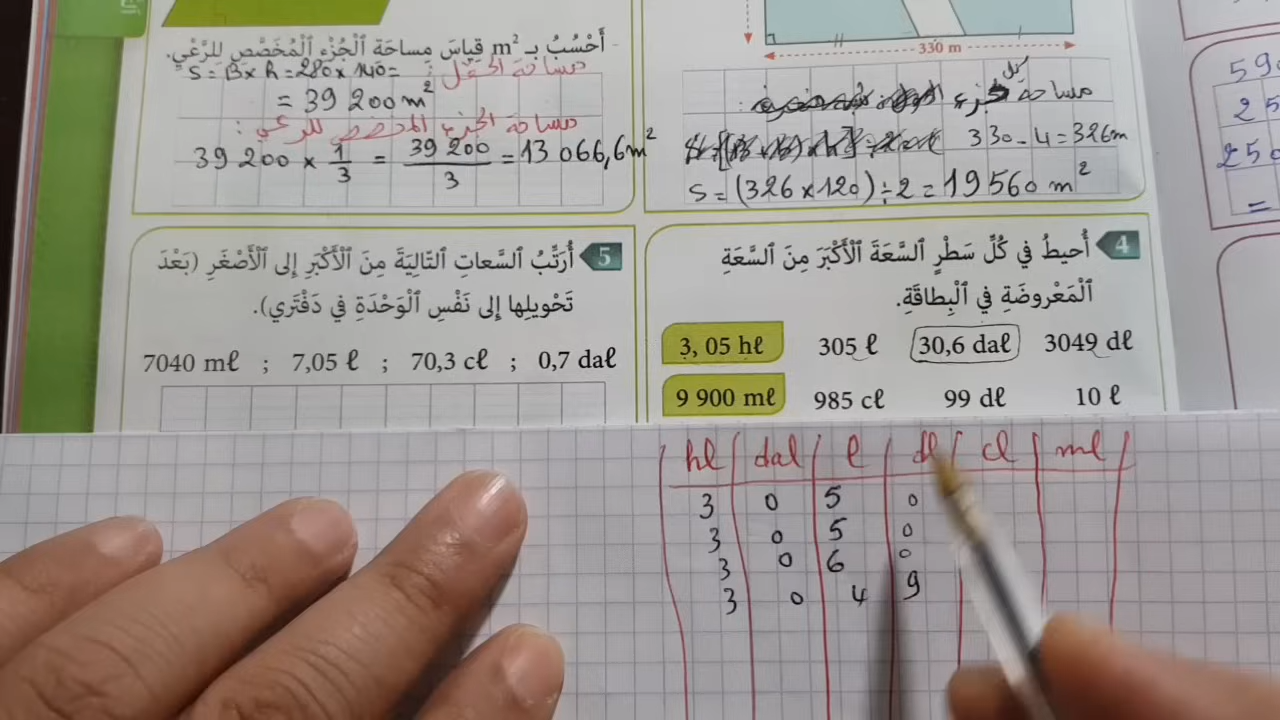 330 m
- أَحْسُبُ بِـ m² قِياسَ مِساحَةِ ٱلْجُزْءِ ٱلْمُخَصَّصِ لِلرَّعْيِ.
مساحة الحقل :
S = B x h = 280 x 140 =
= 39 200 m²
مساحة الجزء المخصص للرعي :
39 200 x 1/3 = 39 200/3 = 13 066,6 m²
مساحة كل جزء
330 - 4 = 326 m
S = (326 x 120) ÷ 2 = 19 560 m²
59
25
250
=
4 أُحيطُ في كُلِّ سَطْرٍ ٱلسَّعَةَ ٱلْأَكْبَرَ مِنَ ٱلسَّعَةِ
ٱلْمَعْروضَةِ في ٱلْبِطاقَةِ.
3, 05 hℓ 305 ℓ 30,6 daℓ 3049 dℓ
9 900 mℓ 985 cℓ 99 dℓ 10 ℓ
5 أُرَتِّبُ ٱلسَّعاتِ ٱلتّالِيَةَ مِنَ ٱلْأَكْبَرِ إِلى ٱلْأَصْغَرِ (بَعْدَ
تَحْويلِها إِلى نَفْسِ ٱلْوَحْدَةِ في دَفْتَري).
7040 mℓ ; 7,05 ℓ ; 70,3 cℓ ; 0,7 daℓ
hl dal l dl cl ml
3 0 5 0
3 0 5 0
3 0 6 0
3 0 4 9